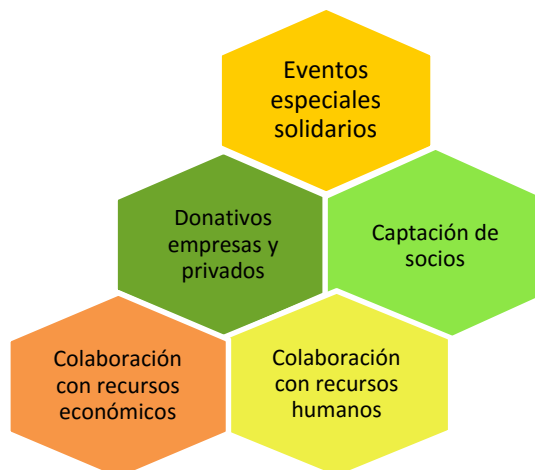 Eventos
especiales
solidarios
Donativos
empresas y
privados
Captación de
socios
Colaboración
con recursos
económicos
Colaboración
con recursos
humanos